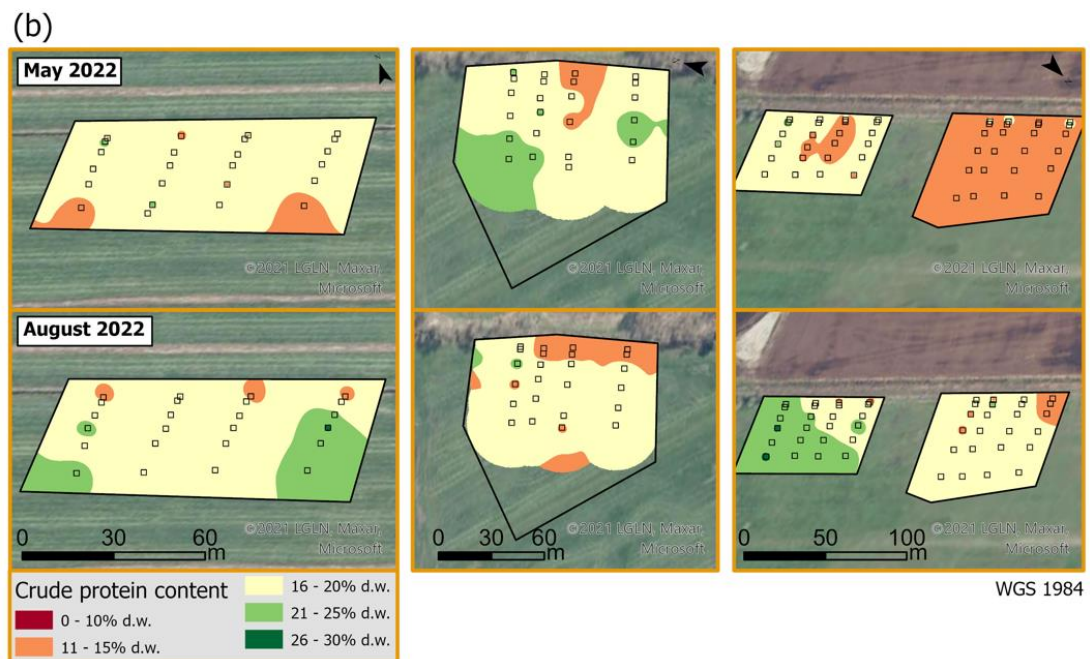 (b)
May 2022
©2021 LGLN, Maxar,
Microsoft
©2021 LGLN, Maxar,
Microsoft
©2021 LGLN, Maxar,
Microsoft
August 2022
©2021 LGLN, Maxar,
Microsoft
0 30 60
m
©2021 LGLN, Maxar,
Microsoft
0 30 60
m
©2021 LGLN, Maxar,
Microsoft
0 50 100
m
Crude protein content
0 - 10% d.w.
11 - 15% d.w.
16 - 20% d.w.
21 - 25% d.w.
26 - 30% d.w.
WGS 1984